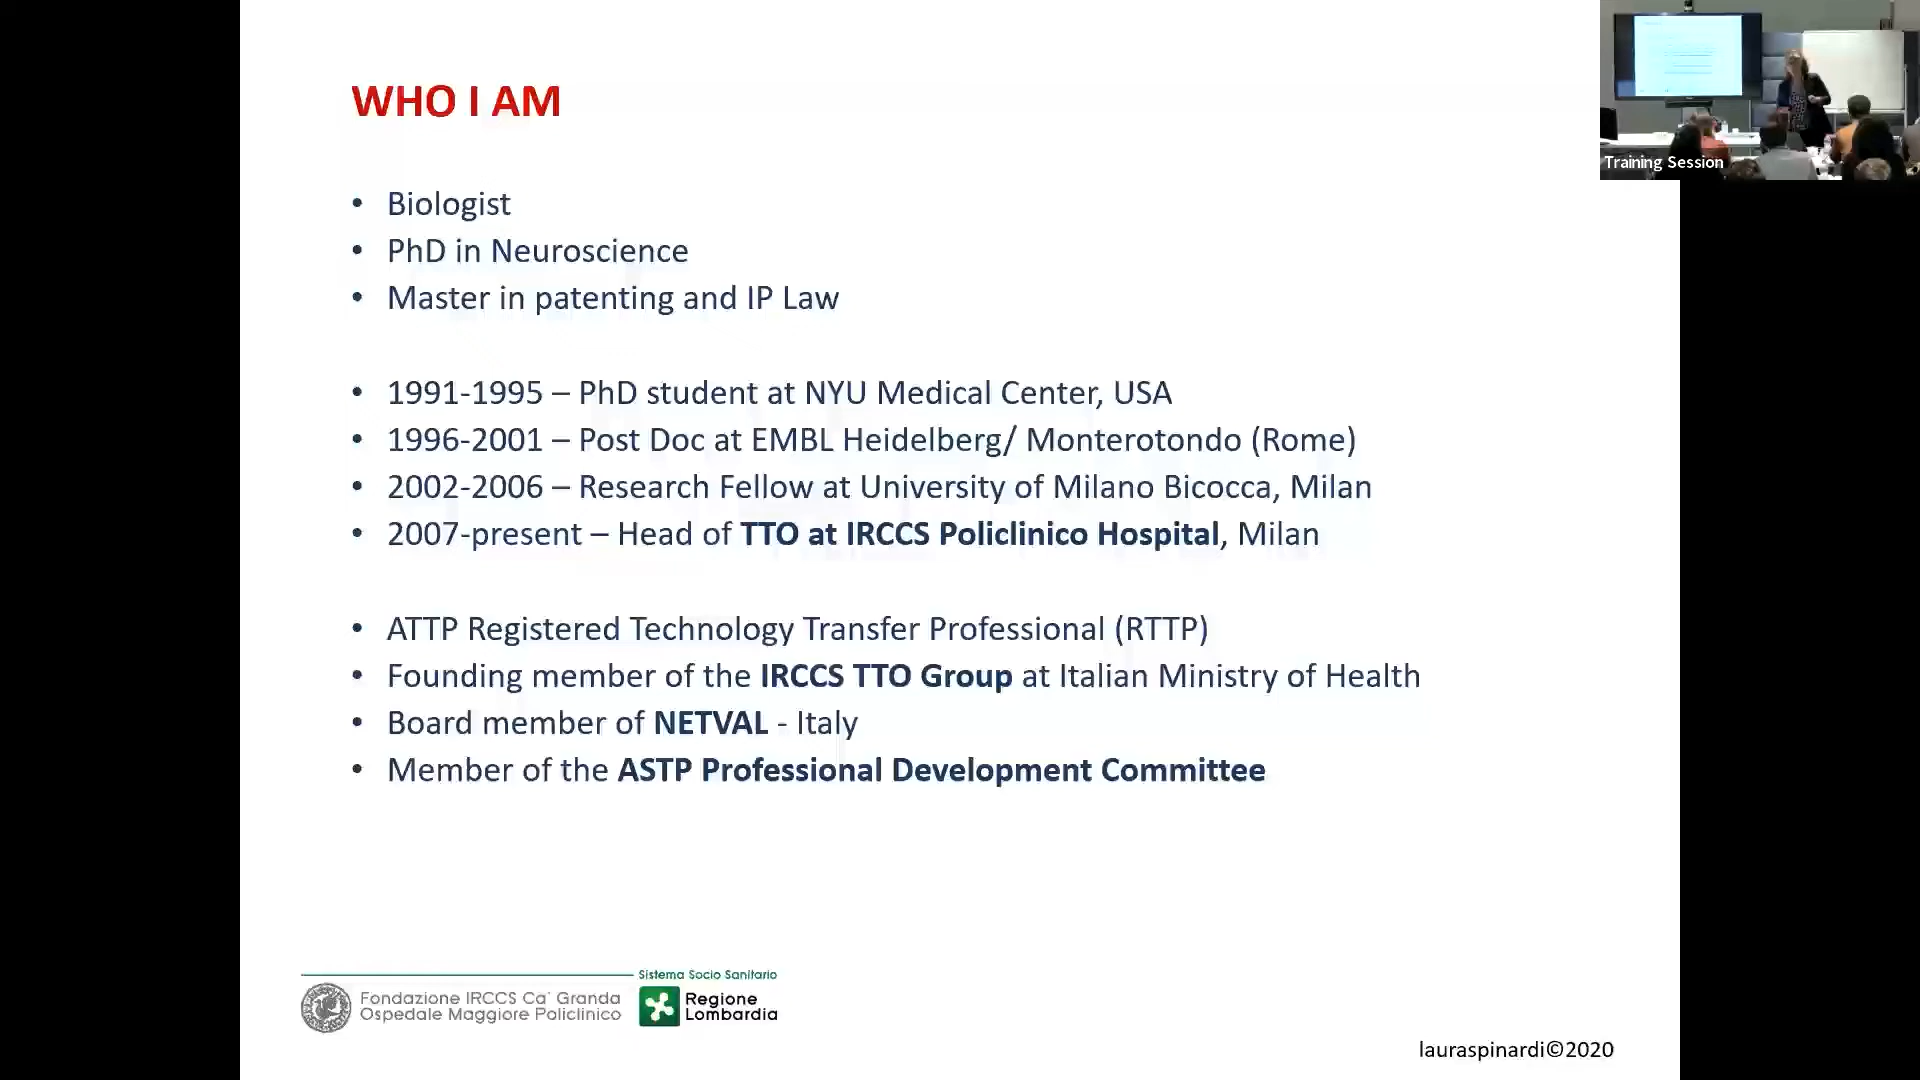 WHO I AM
Training Session
• Biologist
• PhD in Neuroscience
• Master in patenting and IP Law
• 1991-1995 – PhD student at NYU Medical Center, USA
• 1996-2001 – Post Doc at EMBL Heidelberg/ Monterotondo (Rome)
• 2002-2006 – Research Fellow at University of Milano Bicocca, Milan
• 2007-present – Head of TTO at IRCCS Policlinico Hospital, Milan
• ATTP Registered Technology Transfer Professional (RTTP)
• Founding member of the IRCCS TTO Group at Italian Ministry of Health
• Board member of NETVAL - Italy
• Member of the ASTP Professional Development Committee
Sistema Socio Sanitario
Fondazione IRCCS Ca' Granda
Ospedale Maggiore Policlinico
Regione
Lombardia
lauraspinardi©2020